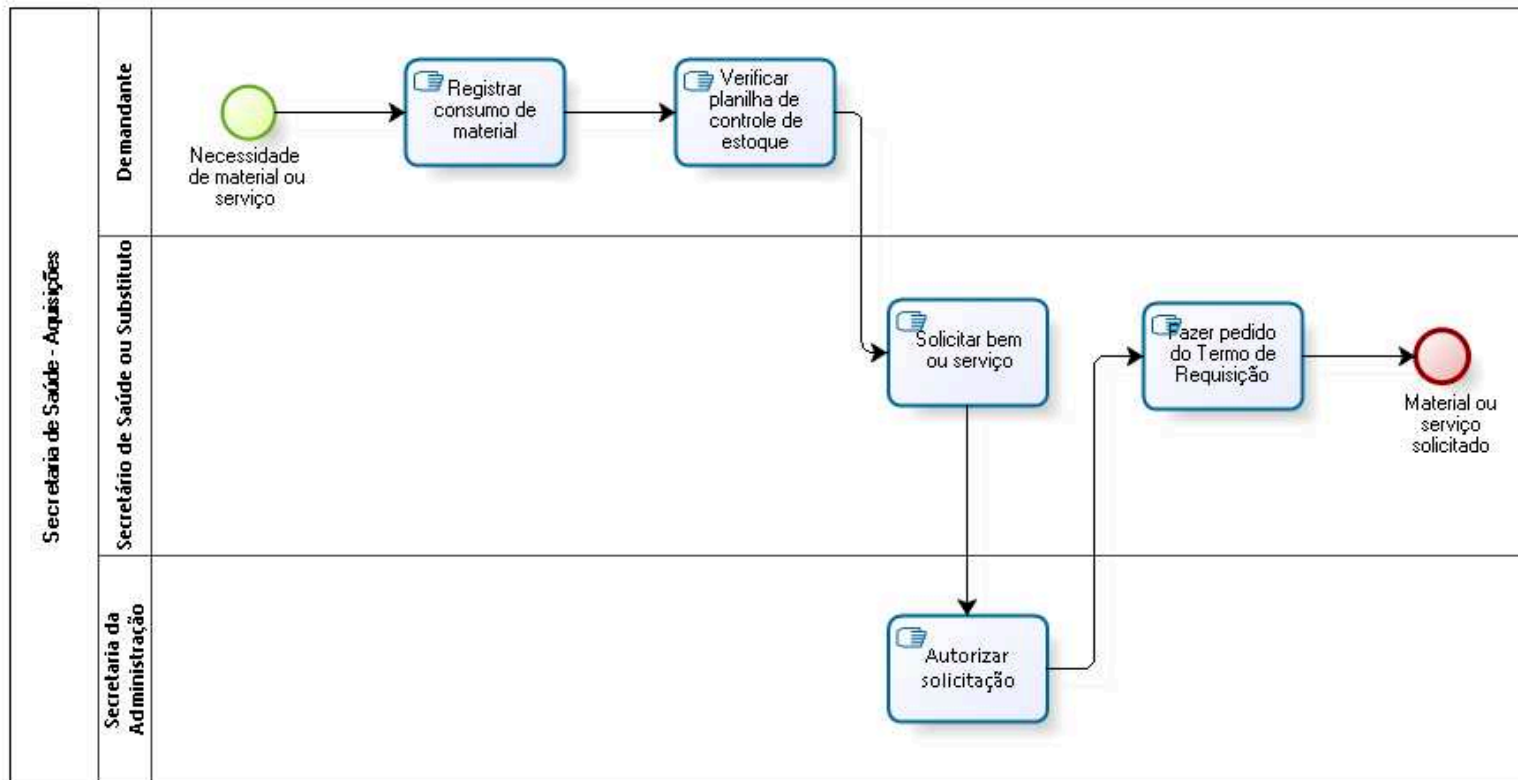 Secretaria de Saúde - Aquisições
Demandante
Necessidade
de material ou
serviço
Registrar
consumo de
material
Verificar
planilha de
controle de
estoque
Secretário de Saúde ou Substituto
Solicitar bem
ou serviço
Fazer pedido
do Termo de
Requisição
Material ou
serviço
solicitado
Secretaria da
Administração
Autorizar
solicitação